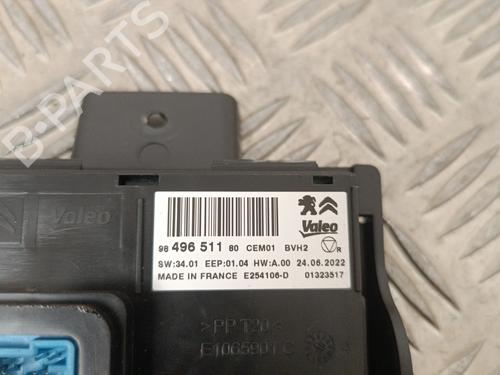 B-PARTS
Valeo
Valeo
98 496 511 80 CEM01 BVH2
R
SW:34.01 EEP:01.04 HW:A.00 24.06.2022
MADE IN FRANCE E254106-D 01323517
>PP T20<
E1065901 C